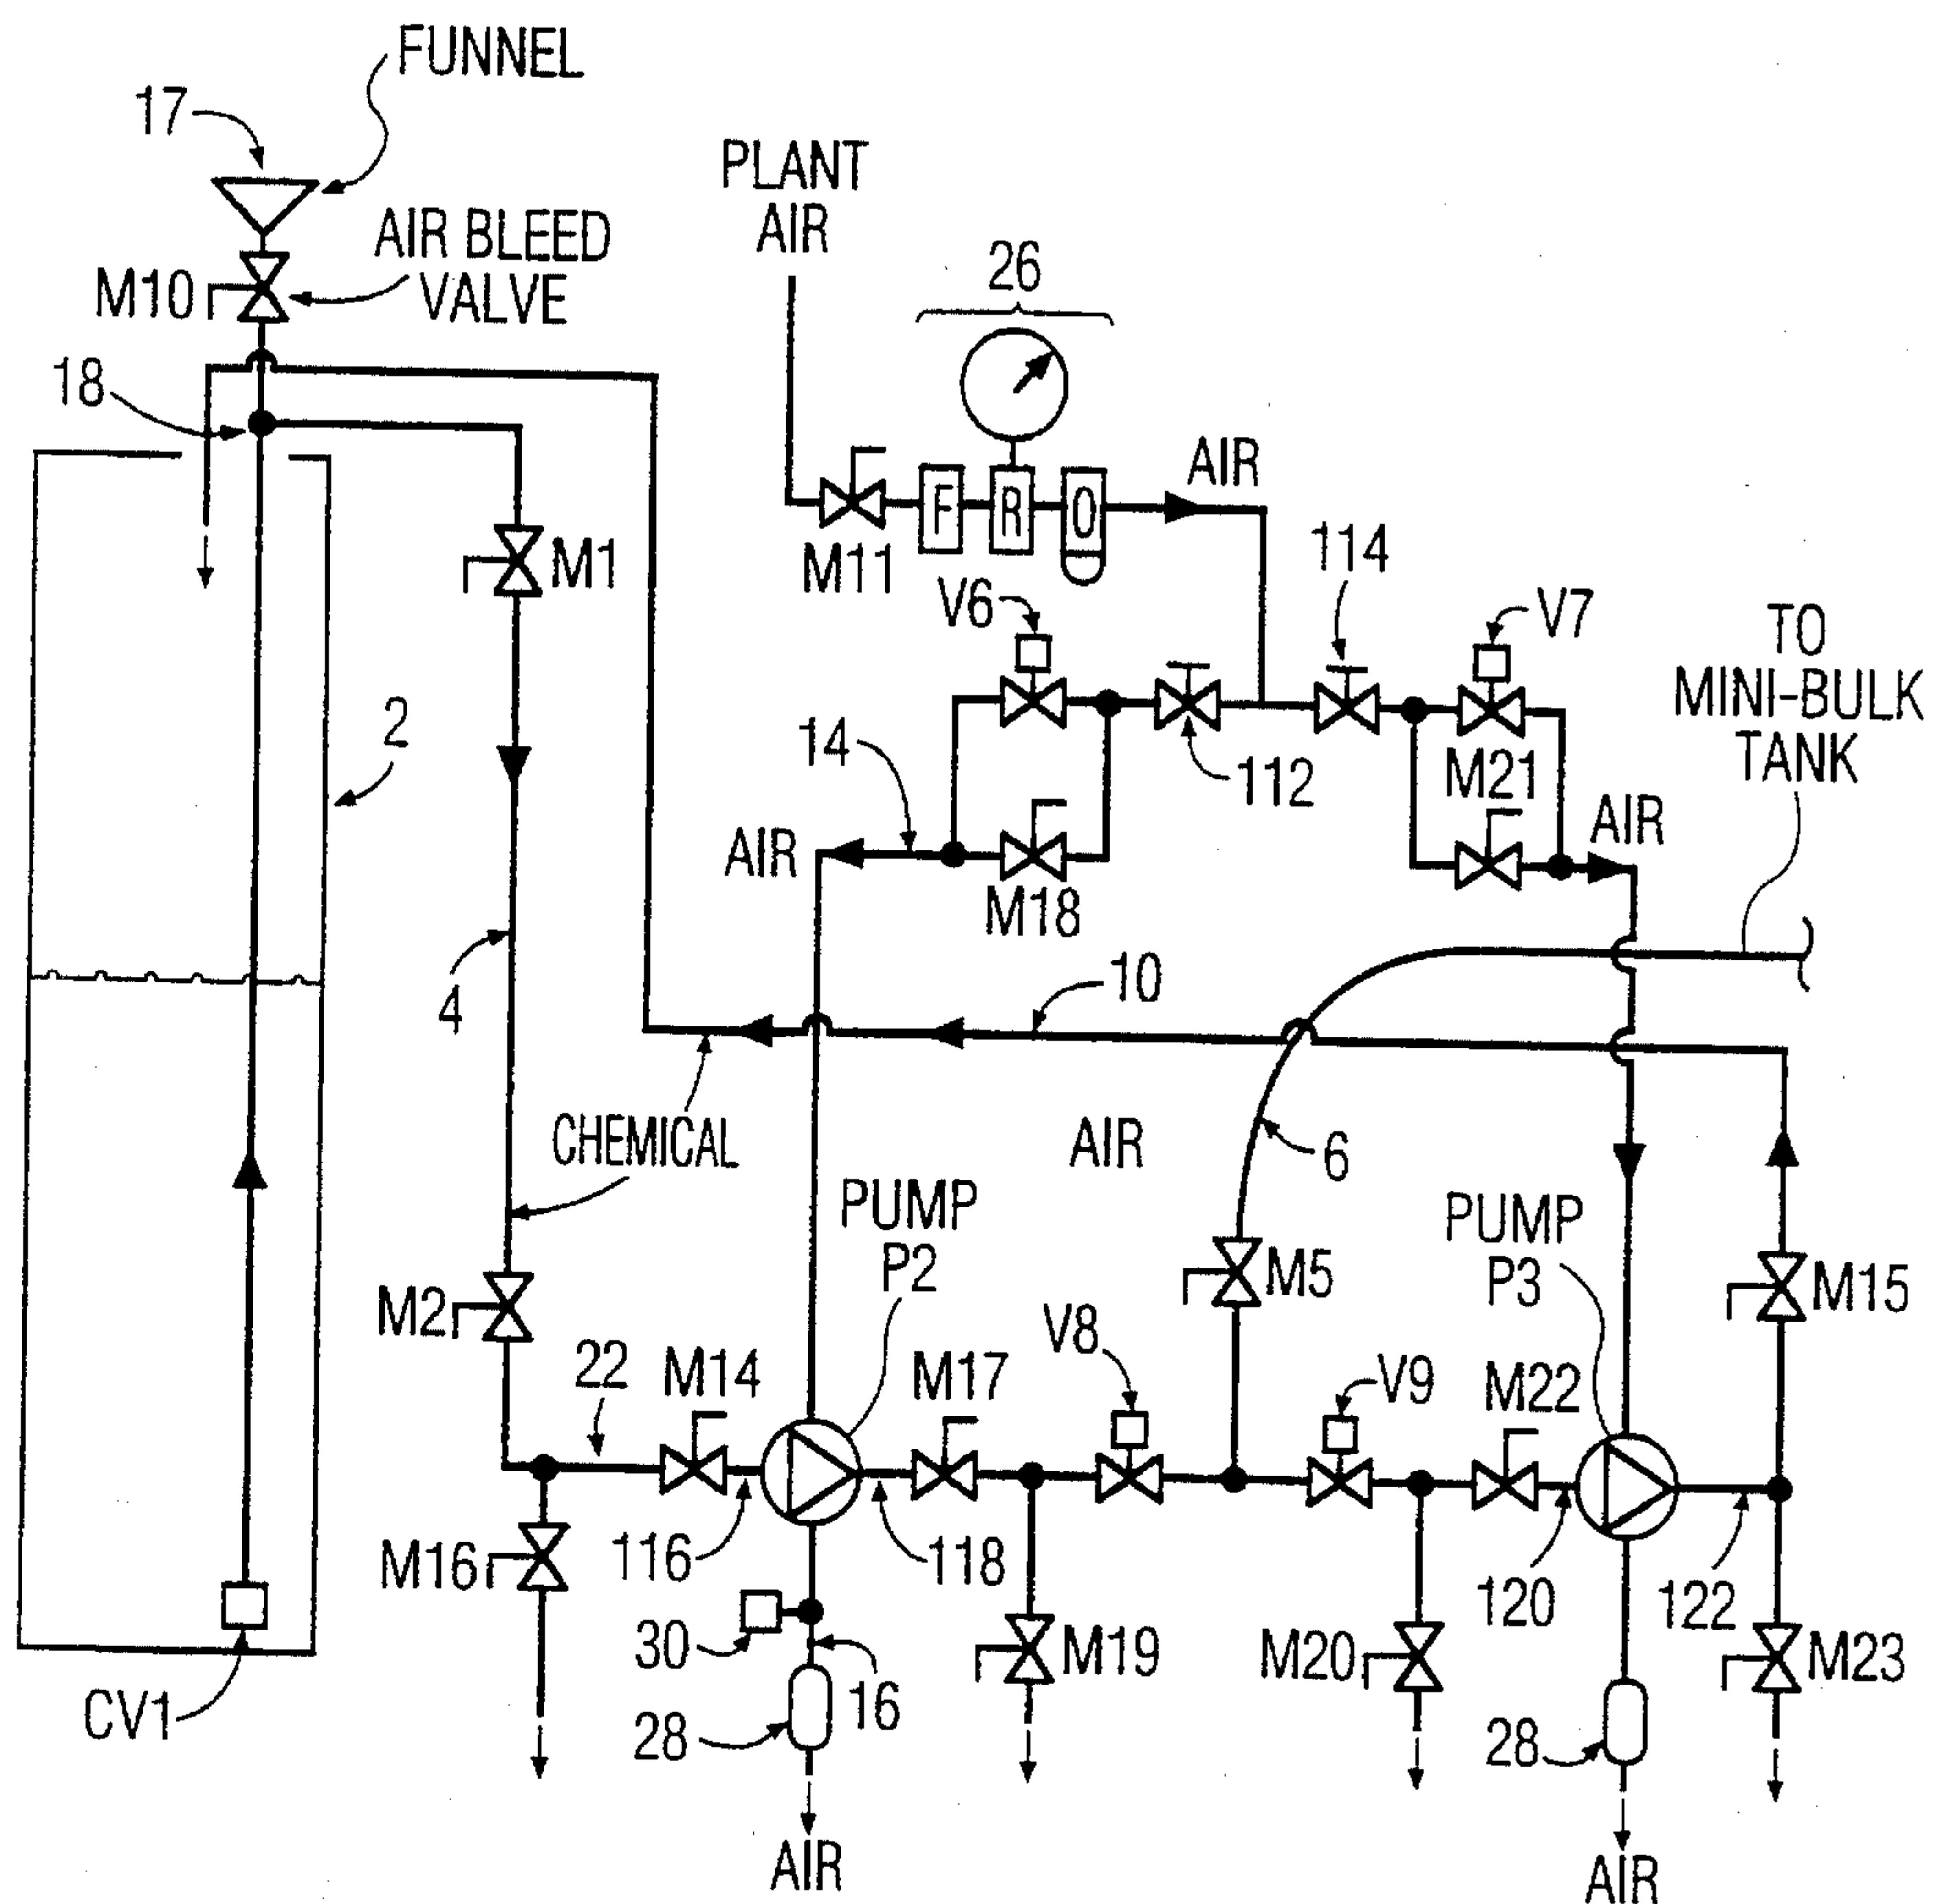 FUNNEL
17
PLANT
AIR
AIR BLEED
VALVE
M10
26
18
AIR
F
R
O
M11
M1
114
V6
V7
TO
MINI-BULK
TANK
2
14
112
M21
AIR
AIR
M18
4
10
CHEMICAL
AIR
6
PUMP
P2
PUMP
P3
M2
M5
M15
V8
22
M14
M17
V9
M22
M16
116
118
120
122
30
16
M19
M20
M23
CV1
28
28
AIR
AIR